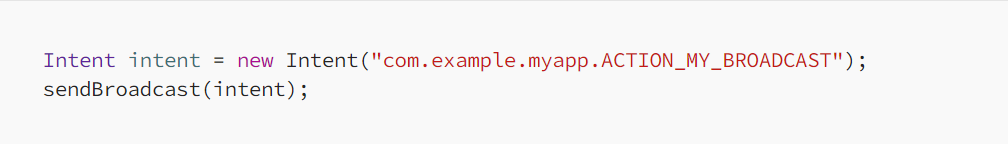 Intent intent = new Intent("com.example.myapp.ACTION_MY_BROADCAST");
sendBroadcast(intent);